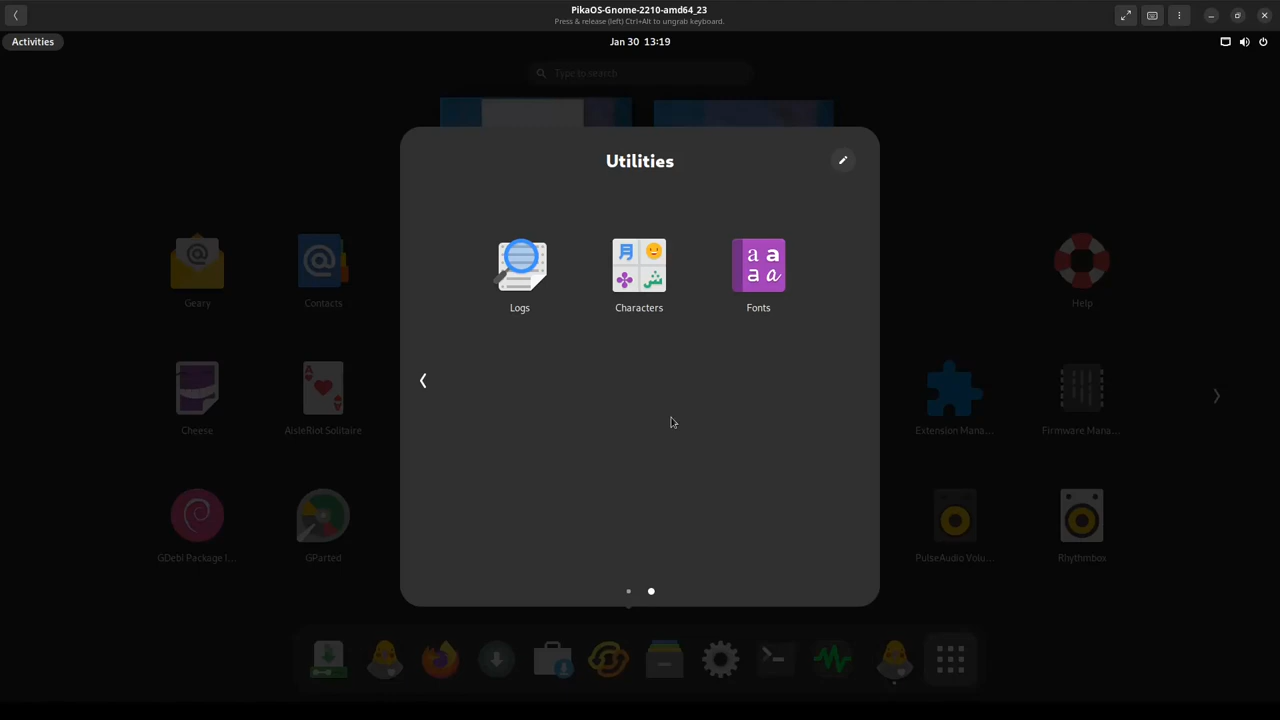 PikaOS-Gnome-2210-amd64_23
Press & release (left) Ctrl+Alt to ungrab keyboard.
Activities
Jan 30 13:19
Type to search
Utilities
Logs
Characters
Fonts
Geary
Contacts
Help
Cheese
AisleRiot Solitaire
Extension Mana...
Firmware Mana...
GDebi Package I...
GParted
PulseAudio Volu...
Rhythmbox